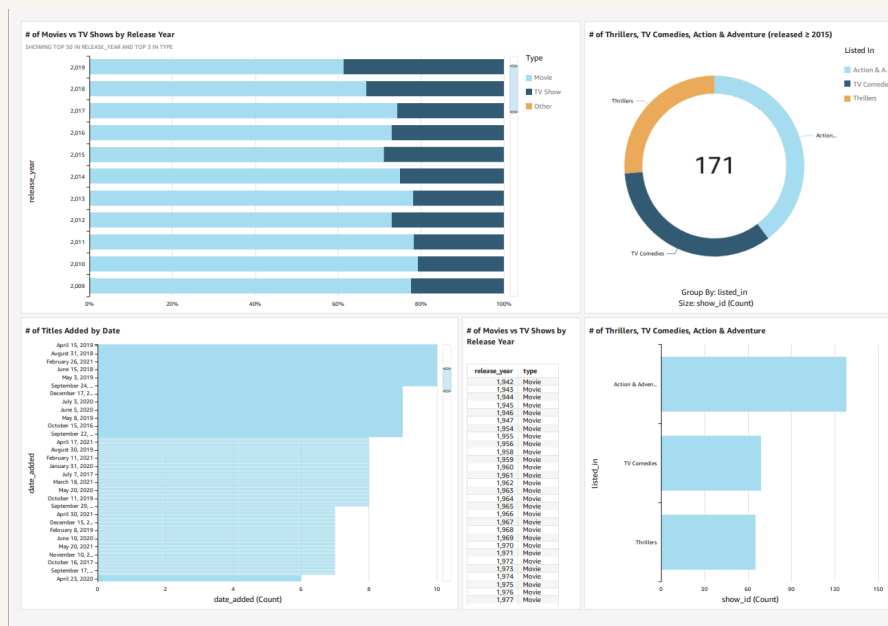 # of Movies vs TV Shows by Release Year
SHOWING TOP 50 IN RELEASE_YEAR AND TOP 3 IN TYPE
release_year
2,019
2,018
2,017
2,016
2,015
2,014
2,013
2,012
2,011
2,010
2,009
0%
20%
40%
60%
80%
100%
Type
Movie
TV Show
Other
# of Thrillers, TV Comedies, Action & Adventure (released ≥ 2015)
Listed In
Action & A...
TV Comedie
Thrillers
Thrillers
Action...
171
TV Comedies
Group By: listed_in
Size: show_id (Count)
# of Titles Added by Date
date_added
April 15, 2019
August 31, 2018
February 26, 2021
June 15, 2018
May 3, 2019
September 24, ...
December 17, 2...
July 3, 2020
June 5, 2020
May 8, 2019
October 15, 2016
September 22, ...
April 17, 2021
August 30, 2019
February 11, 2021
January 31, 2020
July 7, 2017
March 18, 2021
May 20, 2020
October 11, 2019
September 29, ...
April 30, 2021
December 15, 2...
February 8, 2019
June 10, 2020
May 20, 2021
November 10, 2...
October 16, 2017
September 17, ...
April 23, 2020
0
2
4
6
8
10
date_added (Count)
# of Movies vs TV Shows by
Release Year
release_year type
1,942 Movie
1,943 Movie
1,944 Movie
1,945 Movie
1,946 Movie
1,947 Movie
1,954 Movie
1,955 Movie
1,956 Movie
1,958 Movie
1,959 Movie
1,960 Movie
1,961 Movie
1,962 Movie
1,963 Movie
1,964 Movie
1,965 Movie
1,966 Movie
1,967 Movie
1,968 Movie
1,969 Movie
1,970 Movie
1,971 Movie
1,972 Movie
1,973 Movie
1,974 Movie
1,975 Movie
1,976 Movie
1,977 Movie
# of Thrillers, TV Comedies, Action & Adventure
listed_in
Action & Adven...
TV Comedies
Thrillers
0
30
60
90
120
150
show_id (Count)